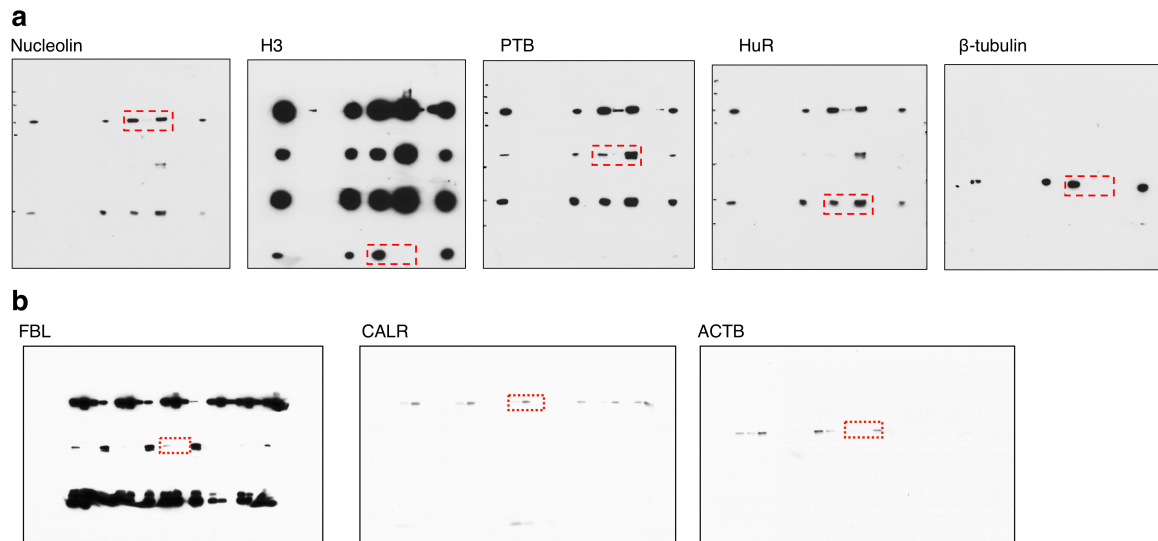 a
Nucleolin
H3
PTB
HuR
β-tubulin
b
FBL
CALR
ACTB